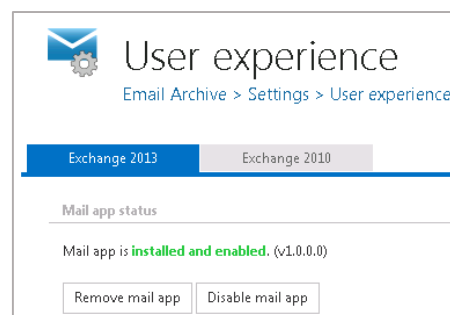 User experience
Email Archive > Settings > User experience
Exchange 2013 Exchange 2010
Mail app status
Mail app is installed and enabled. (v1.0.0.0)
Remove mail app Disable mail app